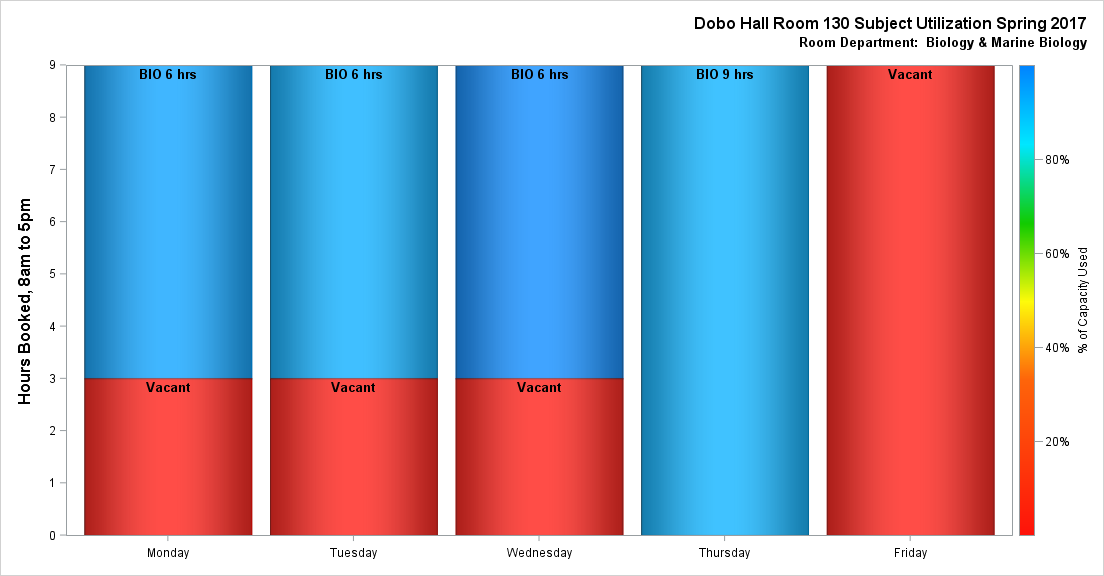 Dobo Hall Room 130 Subject Utilization Spring 2017
Room Department: Biology & Marine Biology
Hours Booked, 8am to 5pm
9
8
7
6
5
4
3
2
1
0
BIO 6 hrs
Vacant
BIO 6 hrs
Vacant
BIO 6 hrs
Vacant
BIO 9 hrs
Vacant
Monday
Tuesday
Wednesday
Thursday
Friday
80%
60%
40%
20%
% of Capacity Used